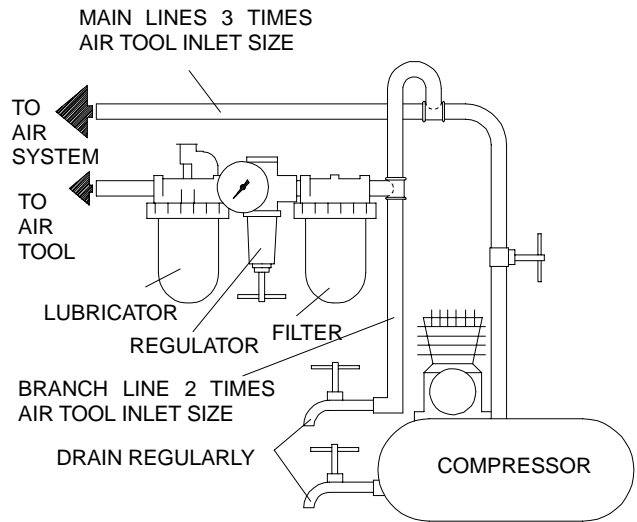 MAIN LINES 3 TIMES
AIR TOOL INLET SIZE
TO
AIR
SYSTEM
TO
AIR
TOOL
LUBRICATOR
REGULATOR
FILTER
BRANCH LINE 2 TIMES
AIR TOOL INLET SIZE
DRAIN REGULARLY
COMPRESSOR